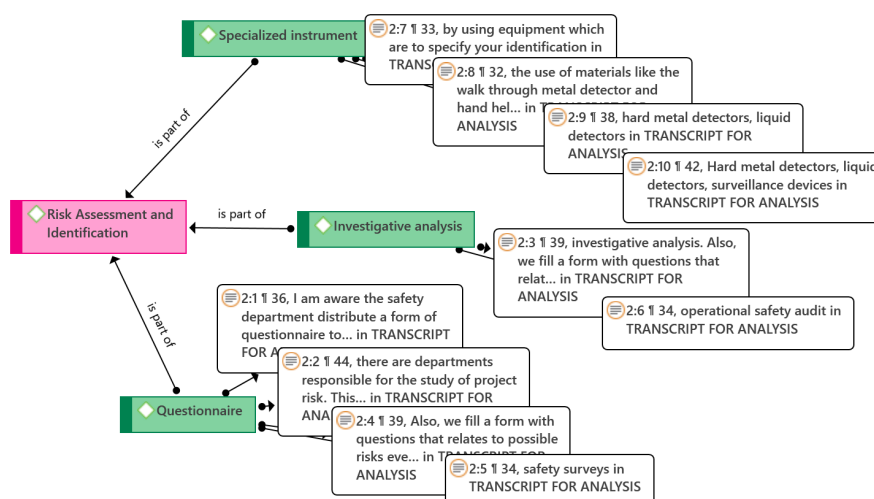 Specialized instrument
2:7 ¶ 33, by using equipment which
are to specify your identification in
TRANSC
2:8 ¶ 32, the use of materials like the
walk through metal detector and
hand hel... in TRANSCRIPT FOR
ANALYSIS
2:9 ¶ 38, hard metal detectors, liquid
detectors in TRANSCRIPT FOR
ANALYSIS
2:10 ¶ 42, Hard metal detectors, liquid
detectors, surveillance devices in
TRANSCRIPT FOR ANALYSIS
is part of
Risk Assessment and
Identification
is part of
Investigative analysis
2:3 ¶ 39, investigative analysis. Also,
we fill a form with questions that
relat... in TRANSCRIPT FOR
ANALYSIS
2:6 ¶ 34, operational safety audit in
TRANSCRIPT FOR ANALYSIS
is part of
2:1 ¶ 36, I am aware the safety
department distribute a form of
questionnaire to... in TRANSCRIPT
FOR A
2:2 ¶ 44, there are departments
responsible for the study of project
risk. This... in TRANSCRIPT FOR
ANA
Questionnaire
2:4 ¶ 39, Also, we fill a form with
questions that relates to possible
risks eve... in TRANSCRIPT FOR
ANALYSIS
2:5 ¶ 34, safety surveys in
TRANSCRIPT FOR ANALYSIS